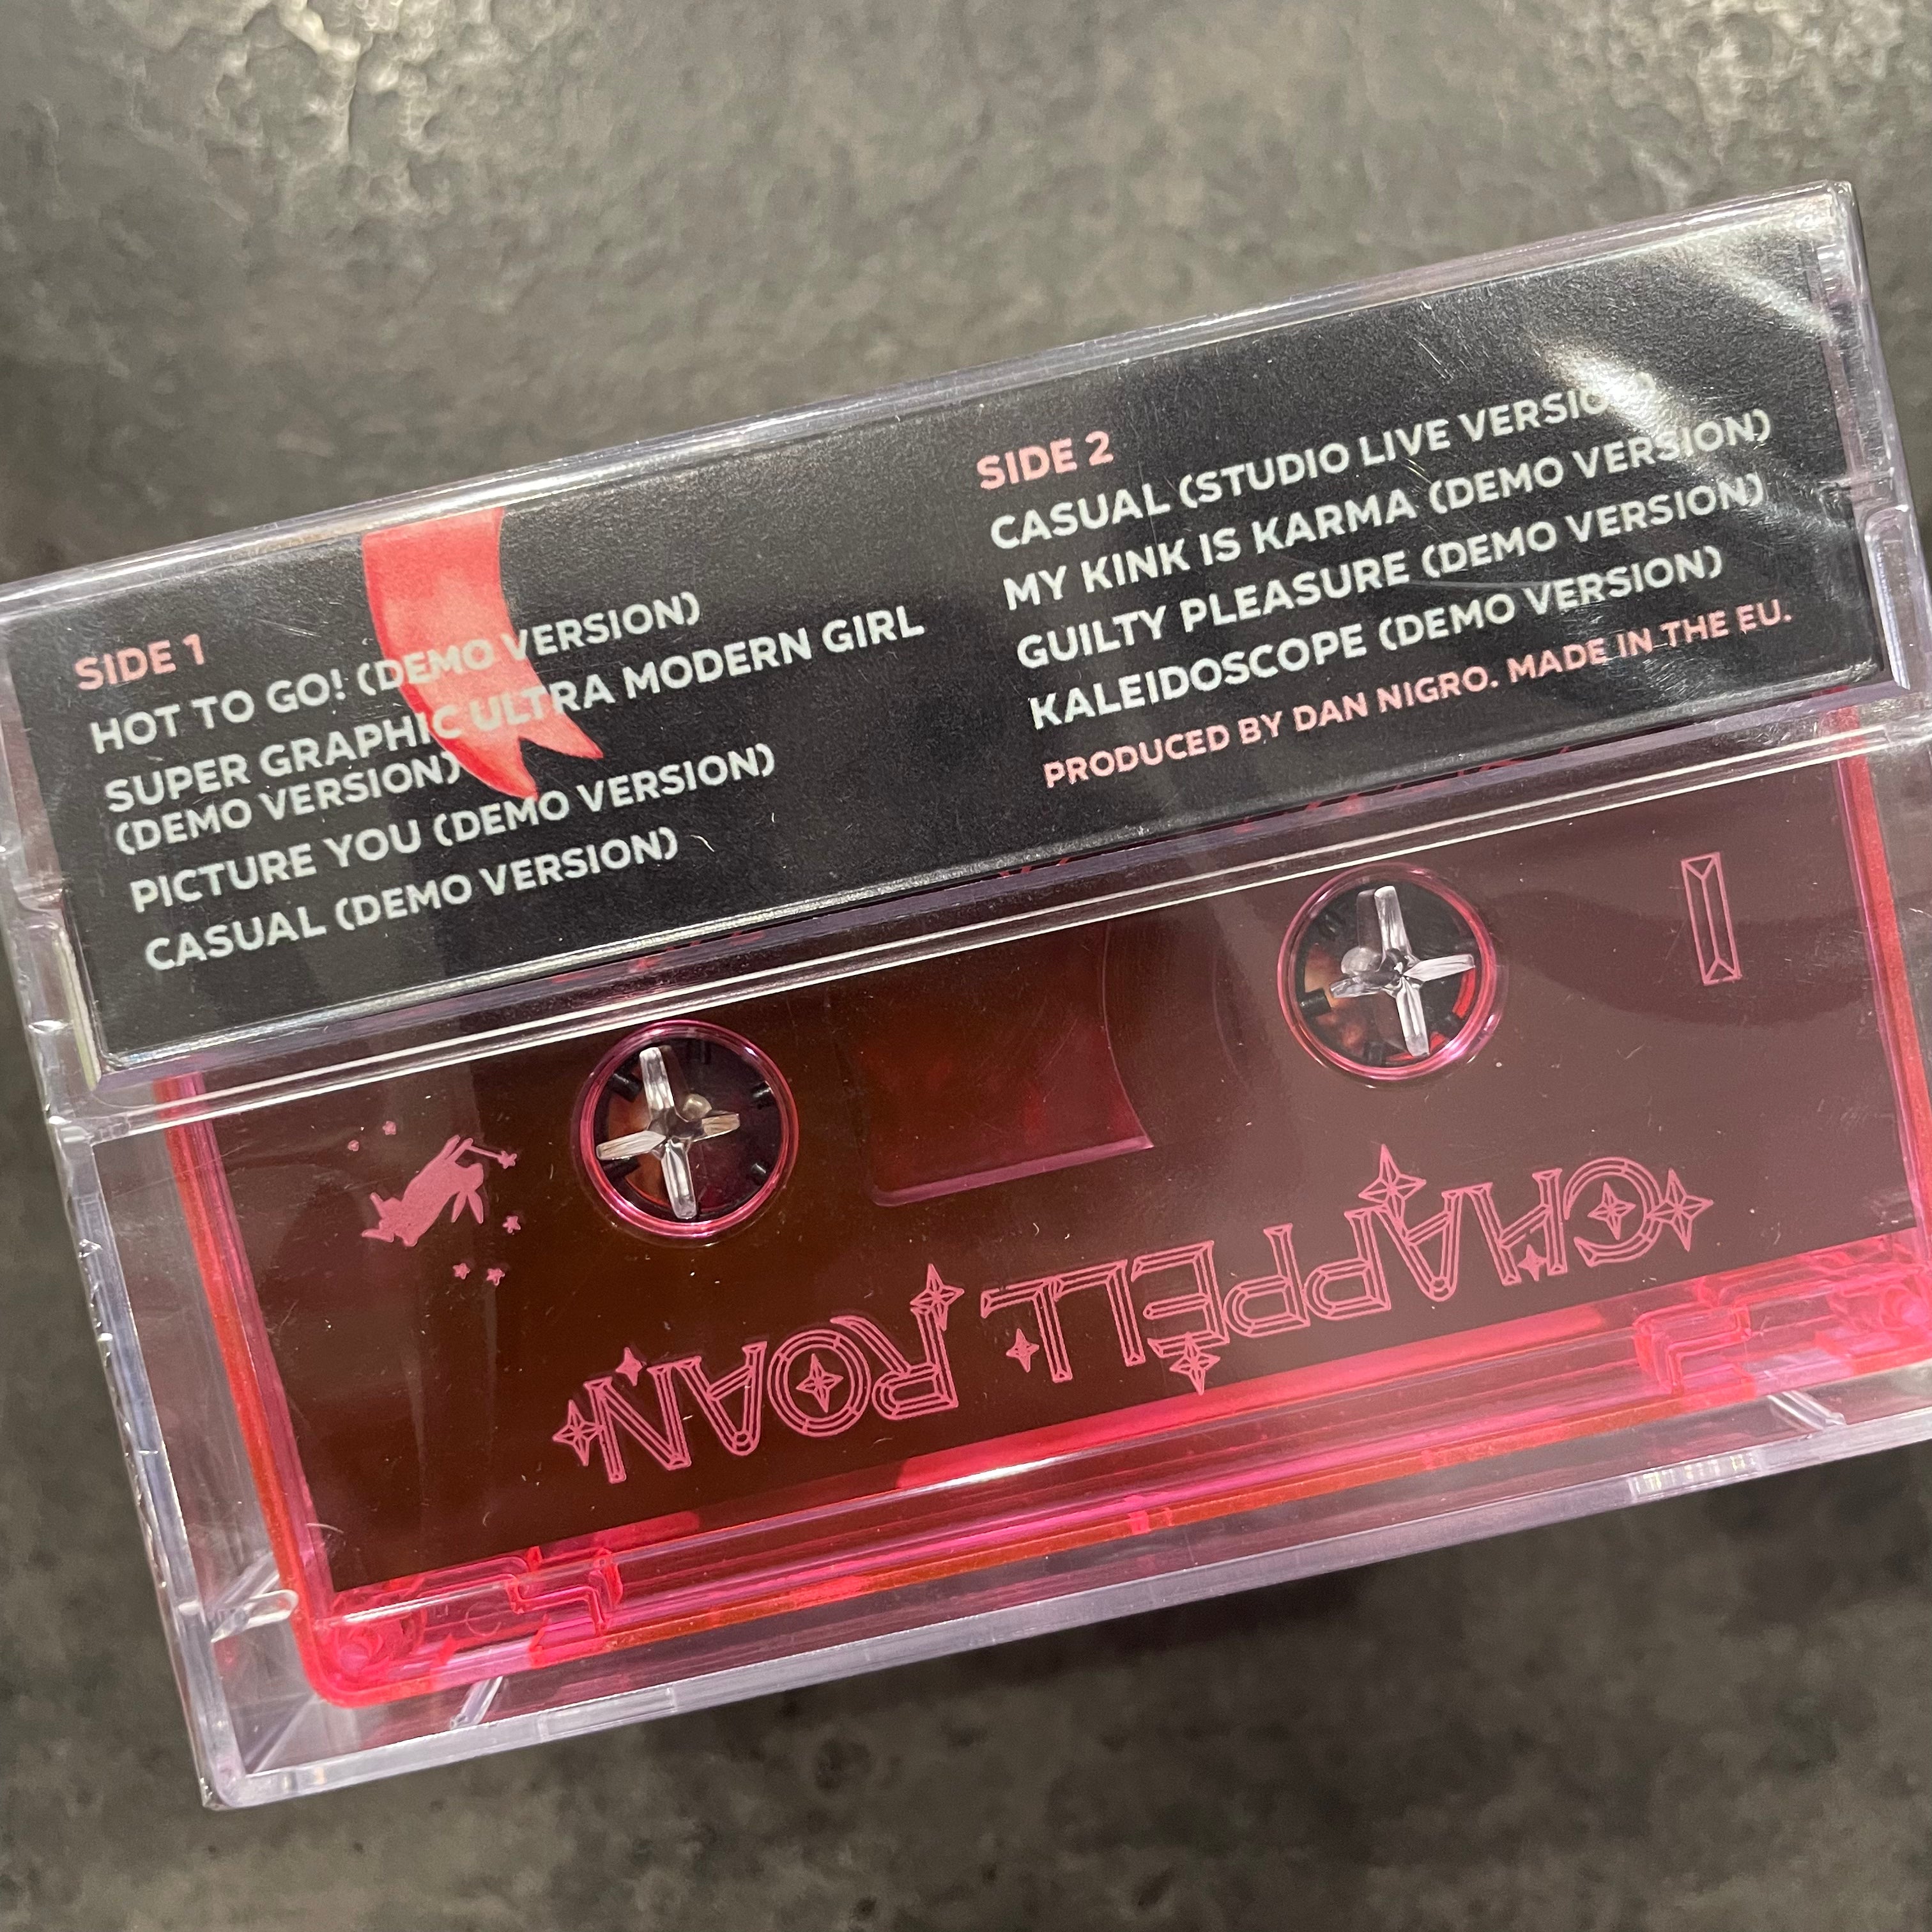 SIDE 1
HOT TO GO! (DEMO VERSION)
SUPER GRAPHIC ULTRA MODERN GIRL
(DEMO VERSION)
PICTURE YOU (DEMO VERSION)
CASUAL (DEMO VERSION)
SIDE 2
CASUAL (STUDIO LIVE VERSION)
MY KINK IS KARMA (DEMO VERSION)
GUILTY PLEASURE (DEMO VERSION)
KALEIDOSCOPE (DEMO VERSION)
PRODUCED BY DAN NIGRO. MADE IN THE EU.
I
CHAPPELL ROAN